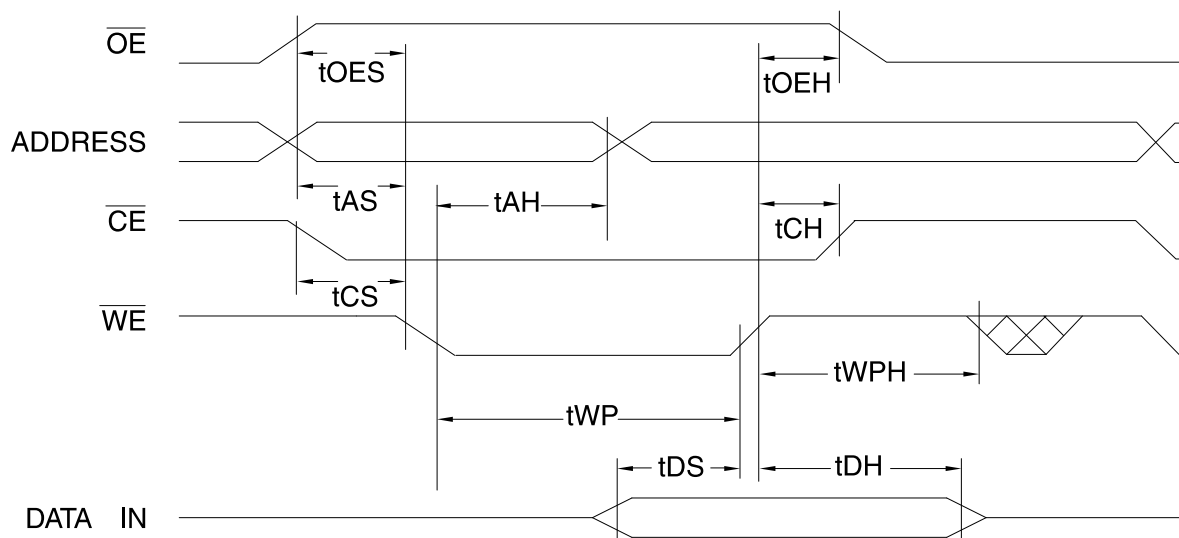 OE
tOES
tOEH
ADDRESS
tAS
tAH
CE
tCH
tCS
WE
tWPH
tWP
tDS
tDH
DATA IN